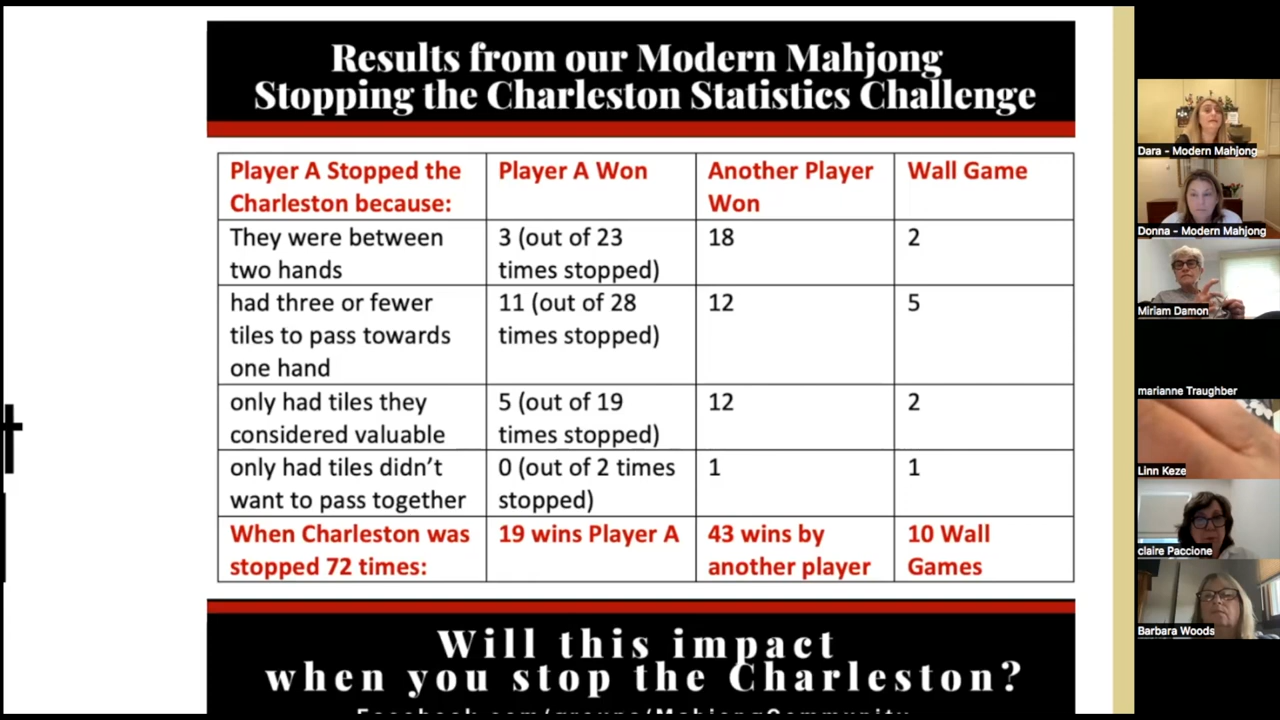 Results from our Modern Mahjong
Stopping the Charleston Statistics Challenge
Player A Stopped the
Charleston because:
Player A Won
Another Player
Won
Wall Game
They were between
two hands
3 (out of 23
times stopped)
18
2
had three or fewer
tiles to pass towards
one hand
11 (out of 28
times stopped)
12
5
only had tiles they
considered valuable
5 (out of 19
times stopped)
12
2
only had tiles didn't
want to pass together
0 (out of 2 times
stopped)
1
1
When Charleston was
stopped 72 times:
19 wins Player A
43 wins by
another player
10 Wall
Games
Will this impact
when you stop the Charleston?
Facebook.com/groups/MahjongCommunity
Dara - Modern Mahjong
Donna - Modern Mahjong
Miriam Damon
marianne Traughber
Linn Keze
claire Paccione
Barbara Woods